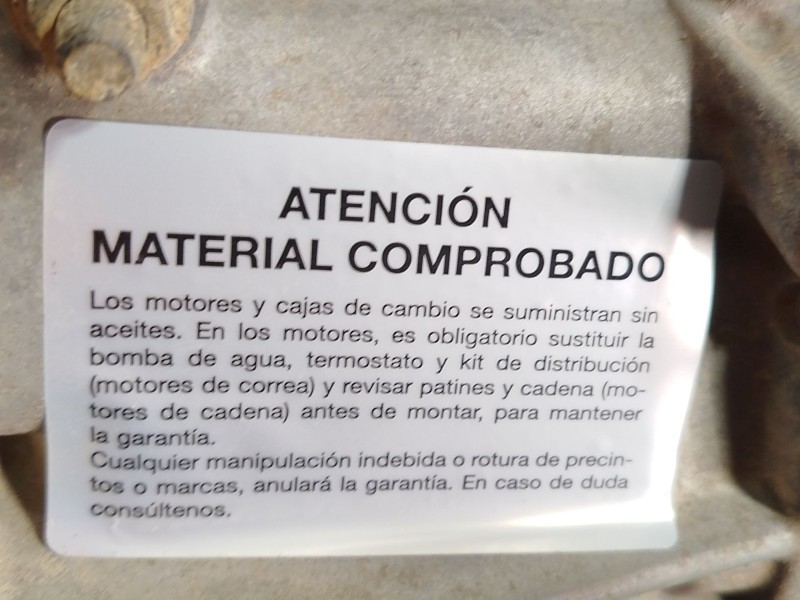 ATENCIÓN
MATERIAL COMPROBADO
Los motores y cajas de cambio se suministran sin
aceites. En los motores, es obligatorio sustituir la
bomba de agua, termostato y kit de distribución
(motores de correa) y revisar patines y cadena (mo-
tores de cadena) antes de montar, para mantener
la garantía.
Cualquier manipulación indebida o rotura de precin-
tos o marcas, anulará la garantía. En caso de duda
consúltenos.